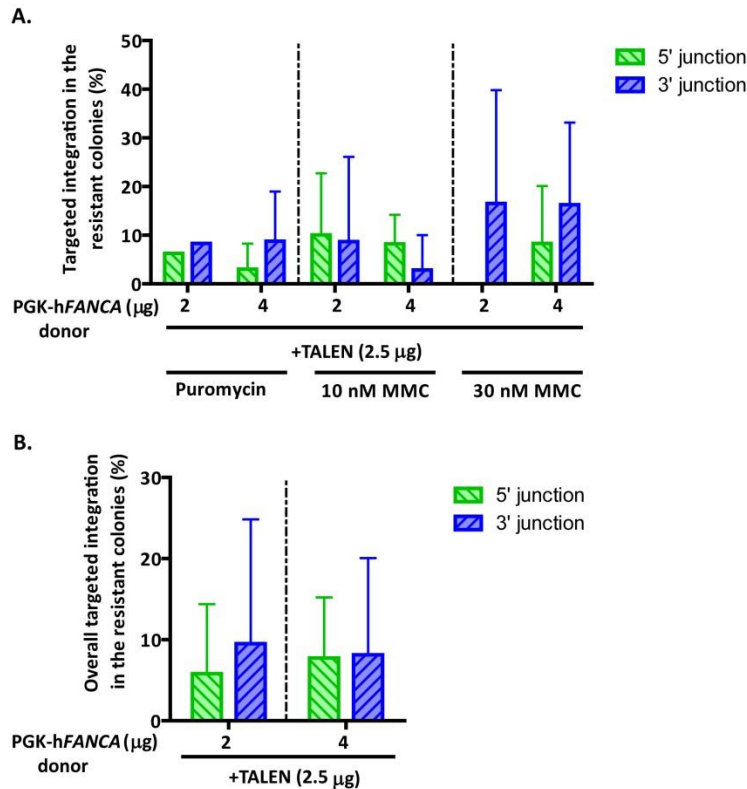 A.
Targeted integration in the
resistant colonies (%)
50
40
30
20
10
0
5' junction
3' junction
2
4
2
4
2
4
PGK-hFANCA (μg)
donor
+TALEN (2.5 μg)
Puromycin
10 nM MMC
30 nM MMC
B.
Overall targeted integration
in the resistant colonies (%)
30
20
10
0
5' junction
3' junction
2
4
PGK-hFANCA (μg)
donor
+TALEN (2.5 μg)